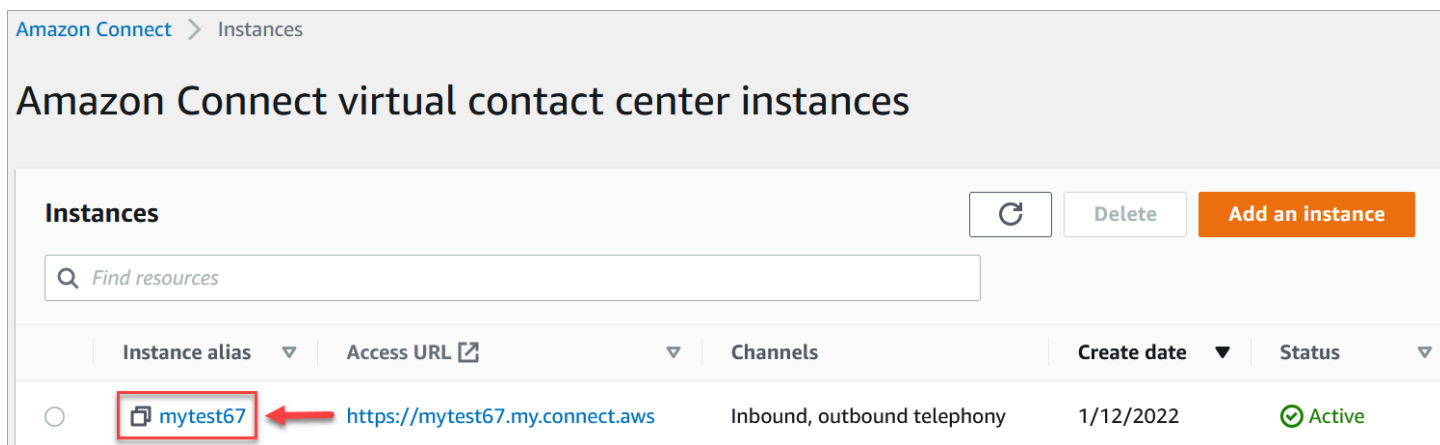 Amazon Connect > Instances
Amazon Connect virtual contact center instances
Instances
Delete
Add an instance
Find resources
Instance alias Access URL Channels Create date Status
mytest67 https://mytest67.my.connect.aws Inbound, outbound telephony 1/12/2022 Active